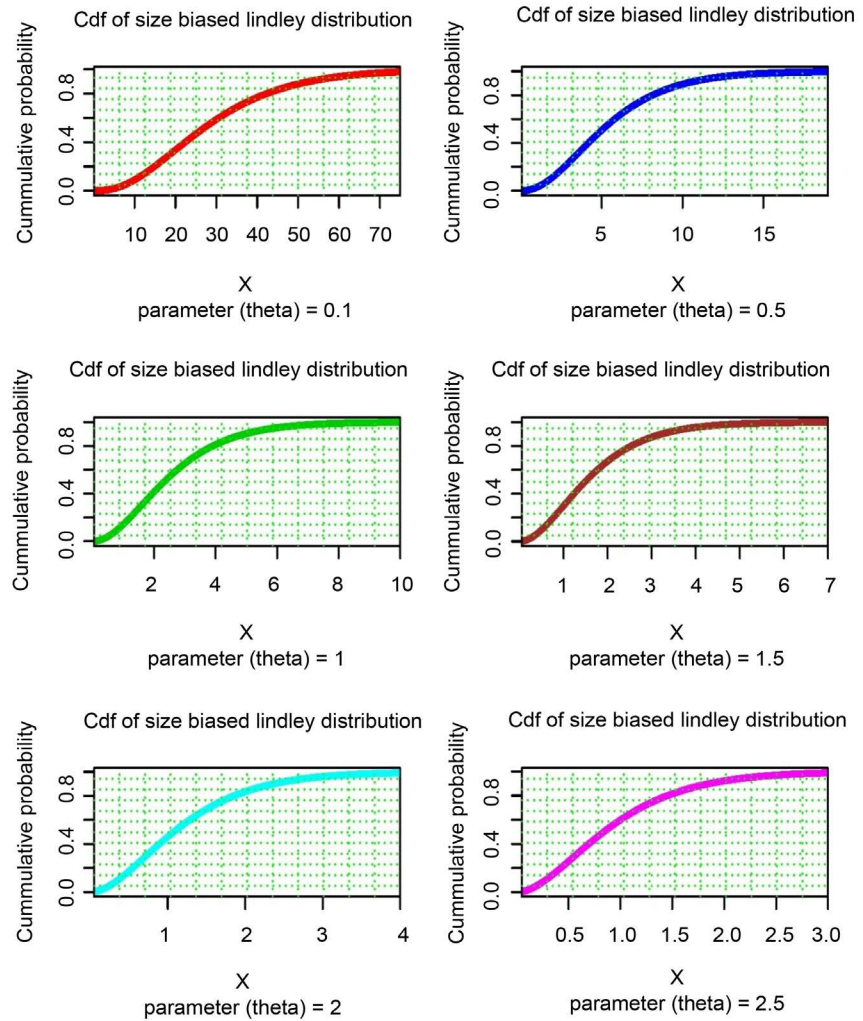 Cdf of size biased lindley distribution
Cummulative probability
0.8
0.4
0.0
10 20 30 40 50 60 70
X
parameter (theta) = 0.1
Cdf of size biased lindley distribution
Cummulative probability
0.8
0.4
0.0
5 10 15
X
parameter (theta) = 0.5
Cdf of size biased lindley distribution
Cummulative probability
0.8
0.4
0.0
2 4 6 8 10
X
parameter (theta) = 1
Cdf of size biased lindley distribution
Cummulative probability
0.8
0.4
0.0
1 2 3 4 5 6 7
X
parameter (theta) = 1.5
Cdf of size biased lindley distribution
Cummulative probability
0.8
0.4
0.0
1 2 3 4
X
parameter (theta) = 2
Cdf of size biased lindley distribution
Cummulative probability
0.8
0.4
0.0
0.5 1.0 1.5 2.0 2.5 3.0
X
parameter (theta) = 2.5